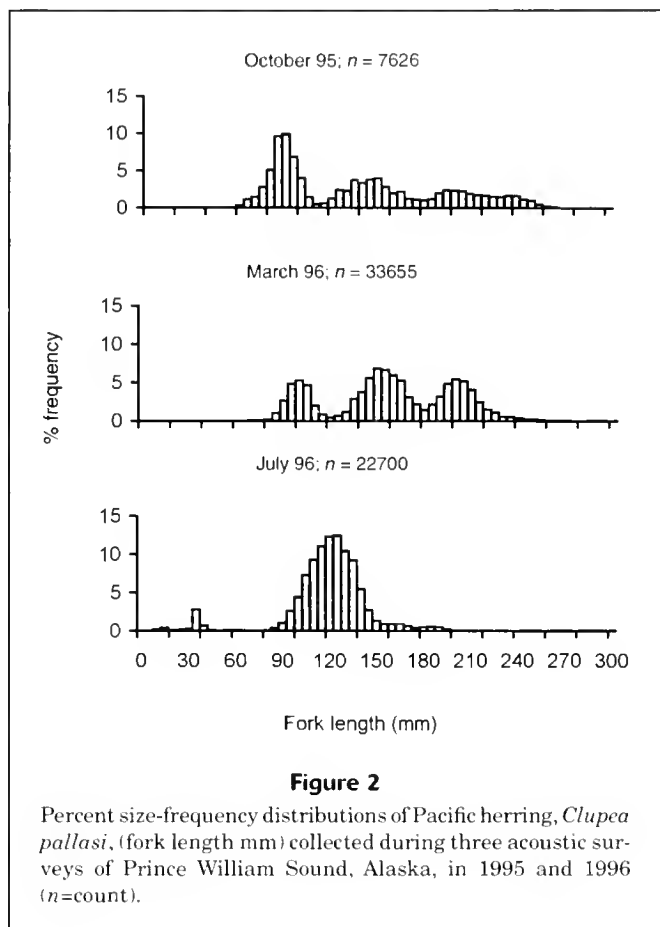 October 95; n = 7626
15
10
5
0
March 96; n = 33655
15
10
5
0
% frequency
July 96; n = 22700
15
10
5
0
0 30 60 90 120 150 180 210 240 270 300
Fork length (mm)
Figure 2
Percent size-frequency distributions of Pacific herring, Clupea
pallasi, (fork length mm) collected during three acoustic sur-
veys of Prince William Sound, Alaska, in 1995 and 1996
(n=count).